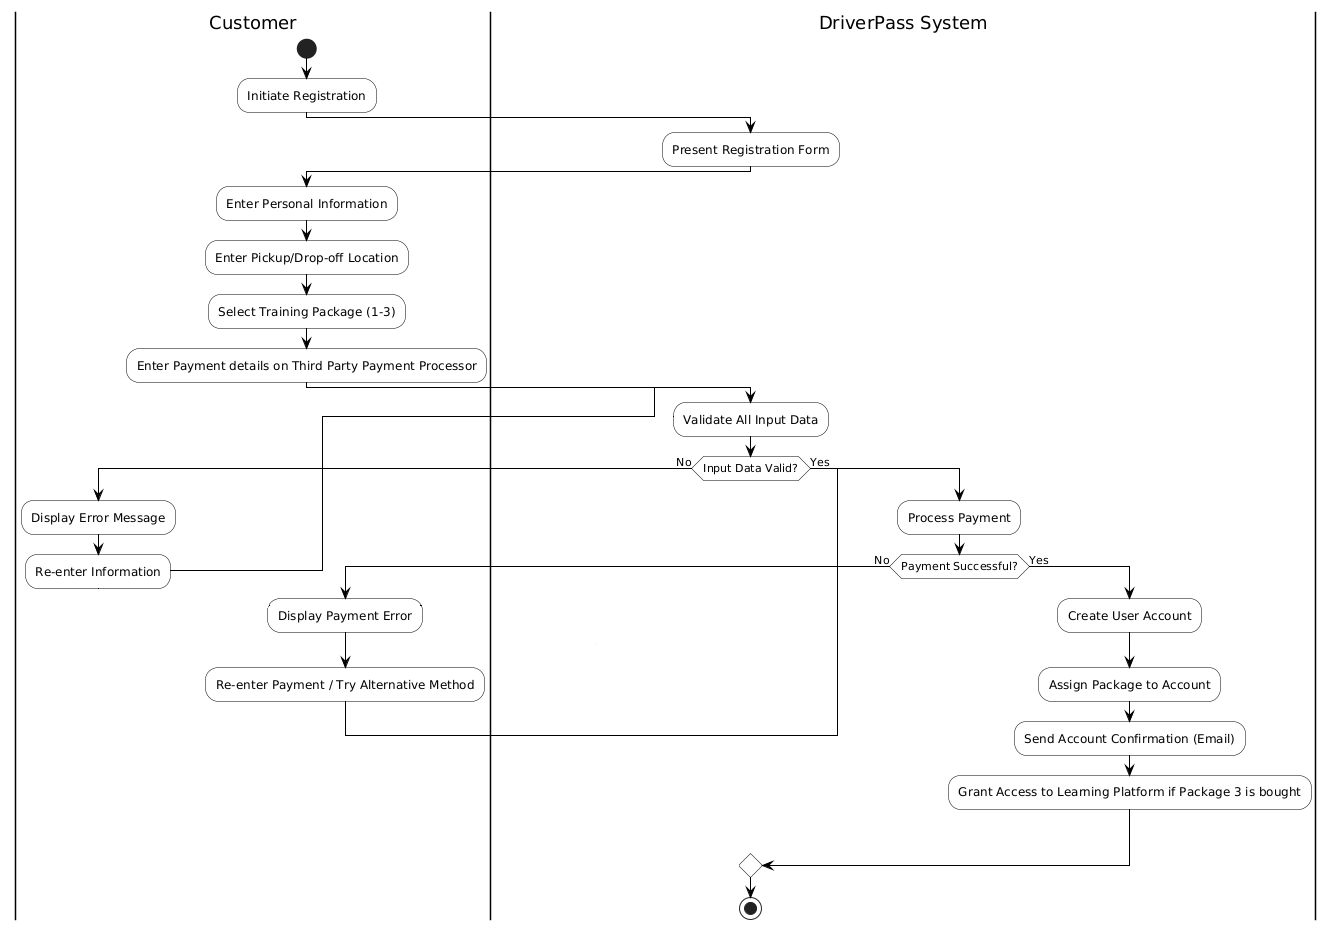 Customer
DriverPass System
Initiate Registration
Present Registration Form
Enter Personal Information
Enter Pickup/Drop-off Location
Select Training Package (1-3)
Enter Payment details on Third Party Payment Processor
Validate All Input Data
No
Input Data Valid?
Yes
Display Error Message
Process Payment
Re-enter Information
No
Payment Successful?
Yes
Display Payment Error
Create User Account
Re-enter Payment / Try Alternative Method
Assign Package to Account
Send Account Confirmation (Email)
Grant Access to Learning Platform if Package 3 is bought